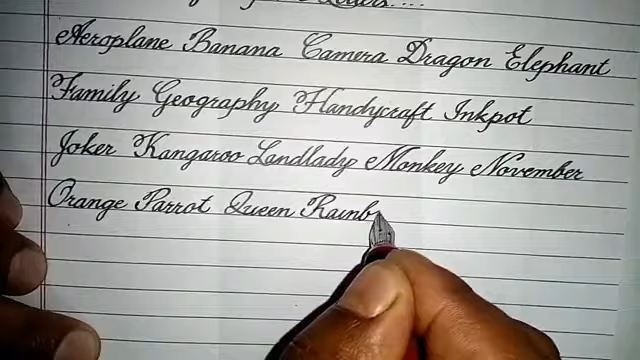 Aeroplane Banana Camera Dragon Elephant
Family Geography Handycraft Inkpot
Joker Kangaroo Landlady Monkey November
Orange Parrot Queen Rainb